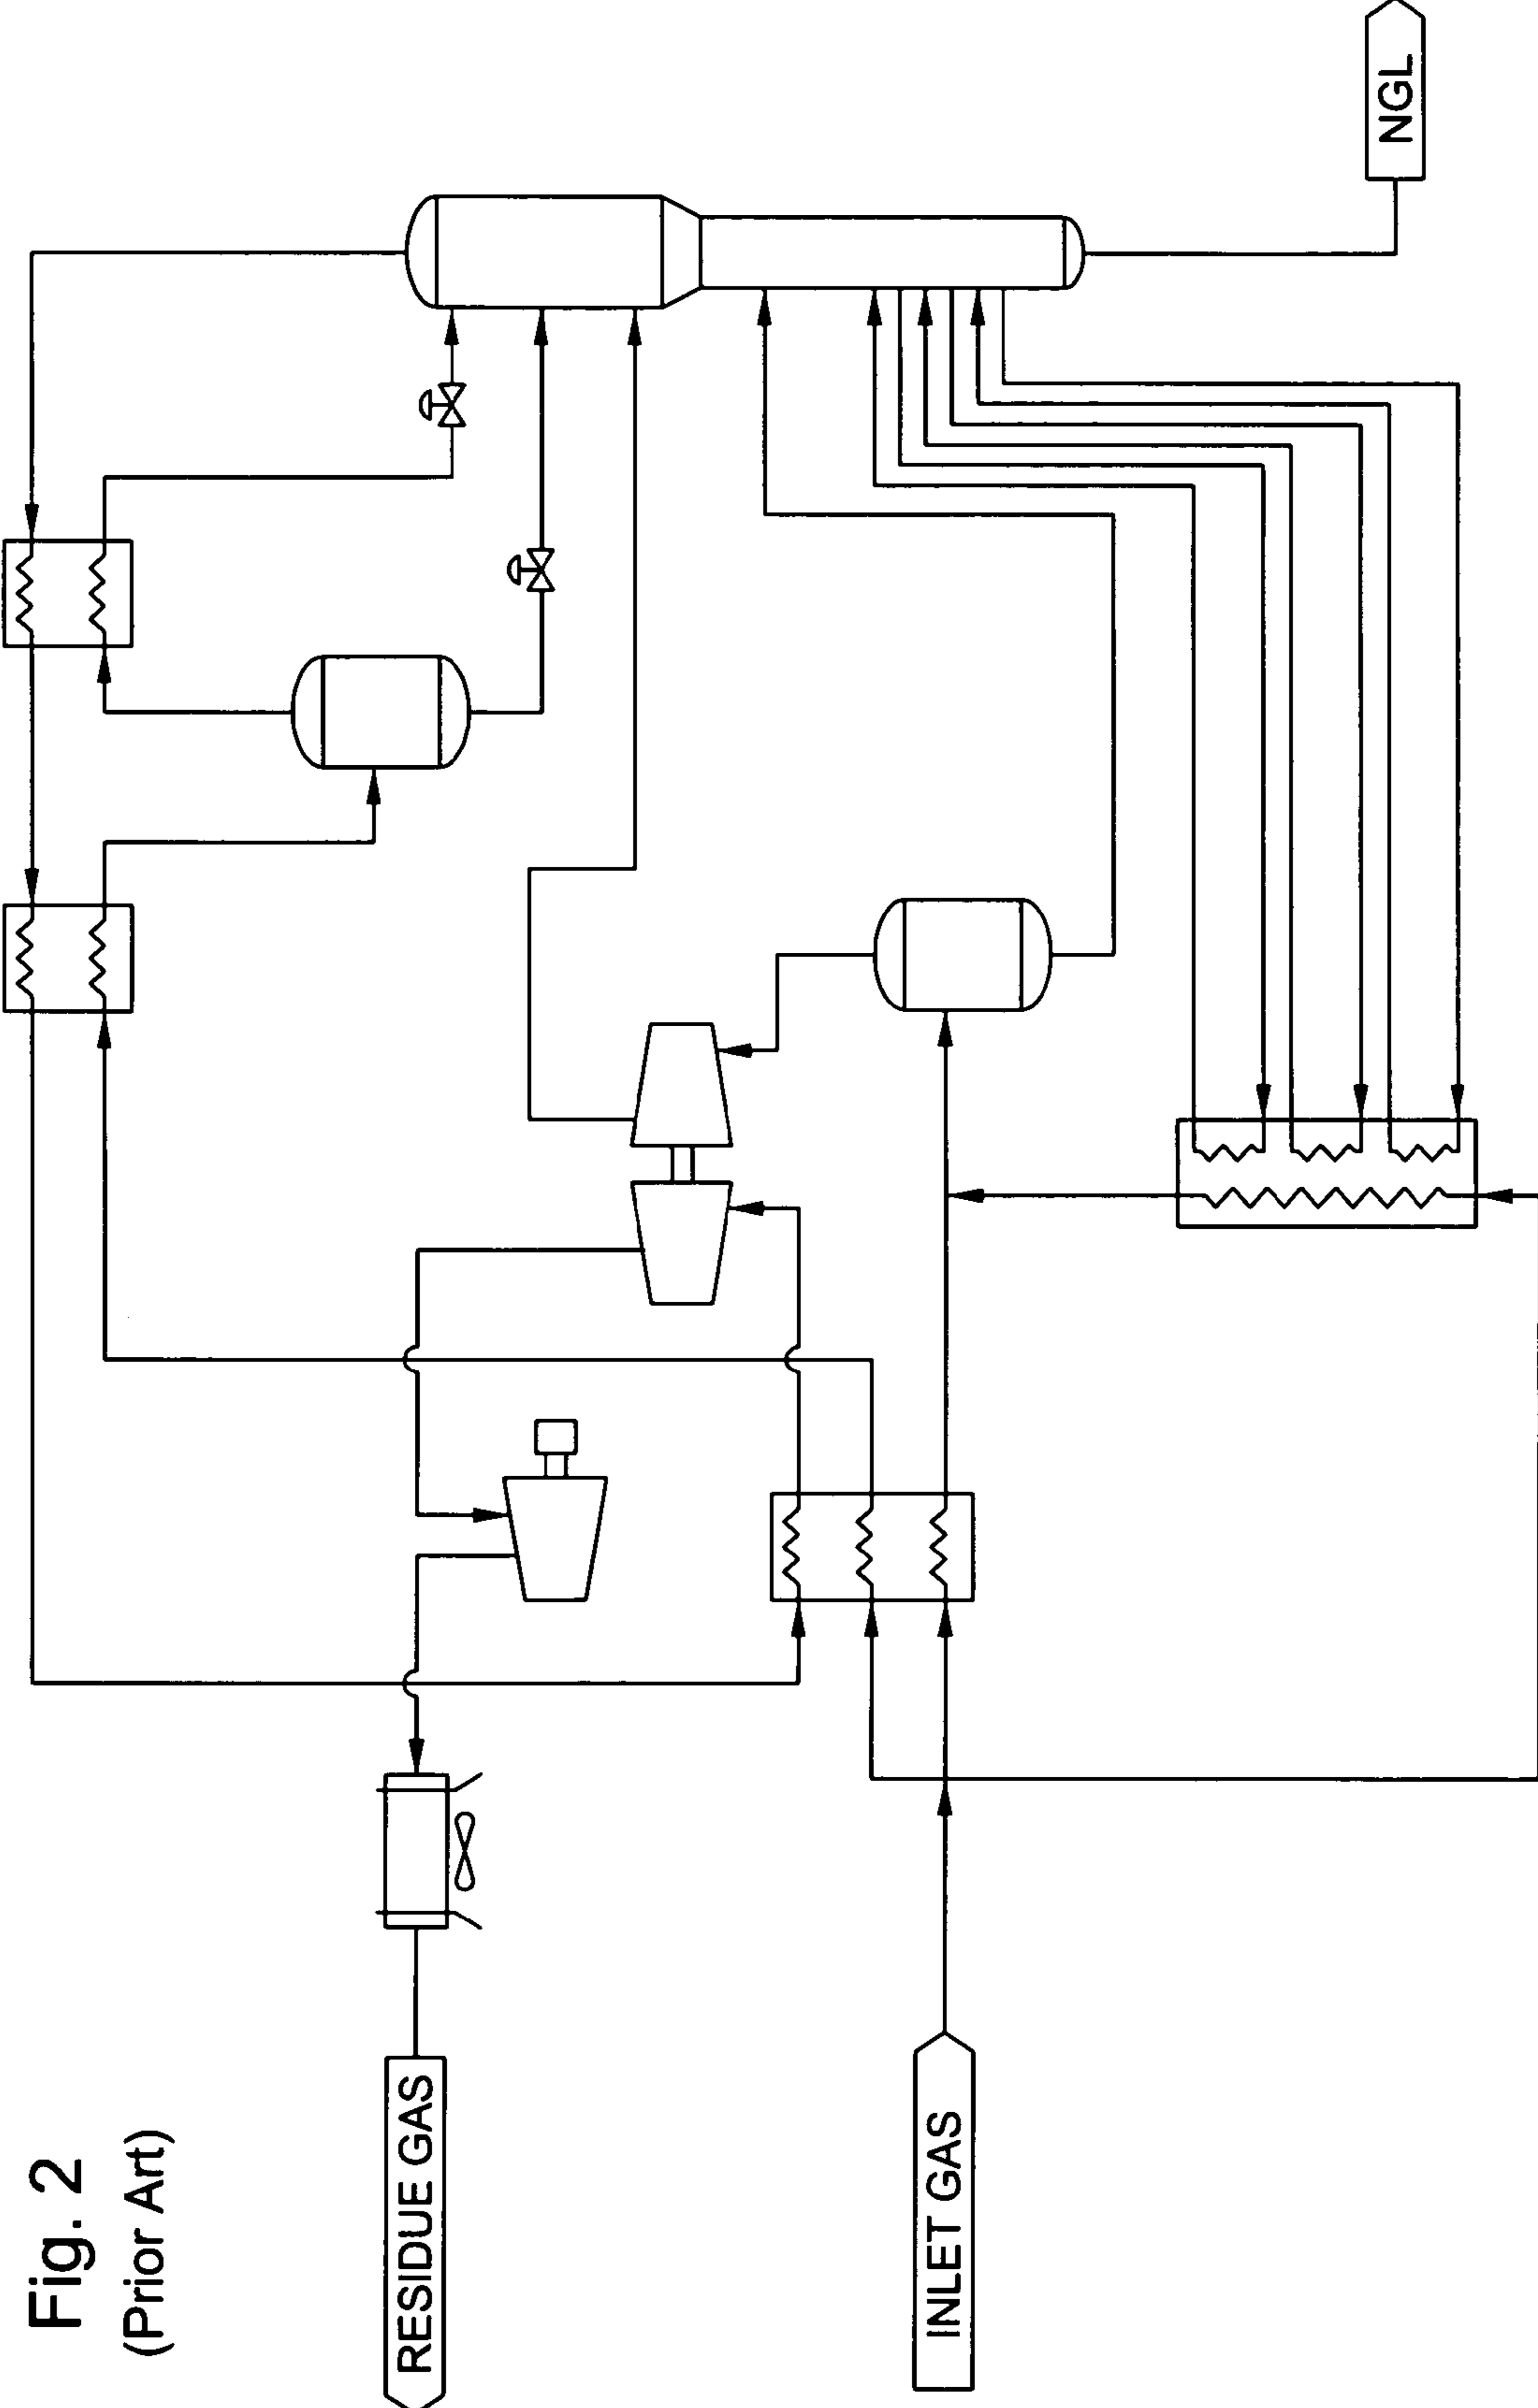 Fig. 2
(Prior Art)
RESIDUE GAS
INLET GAS
NGL